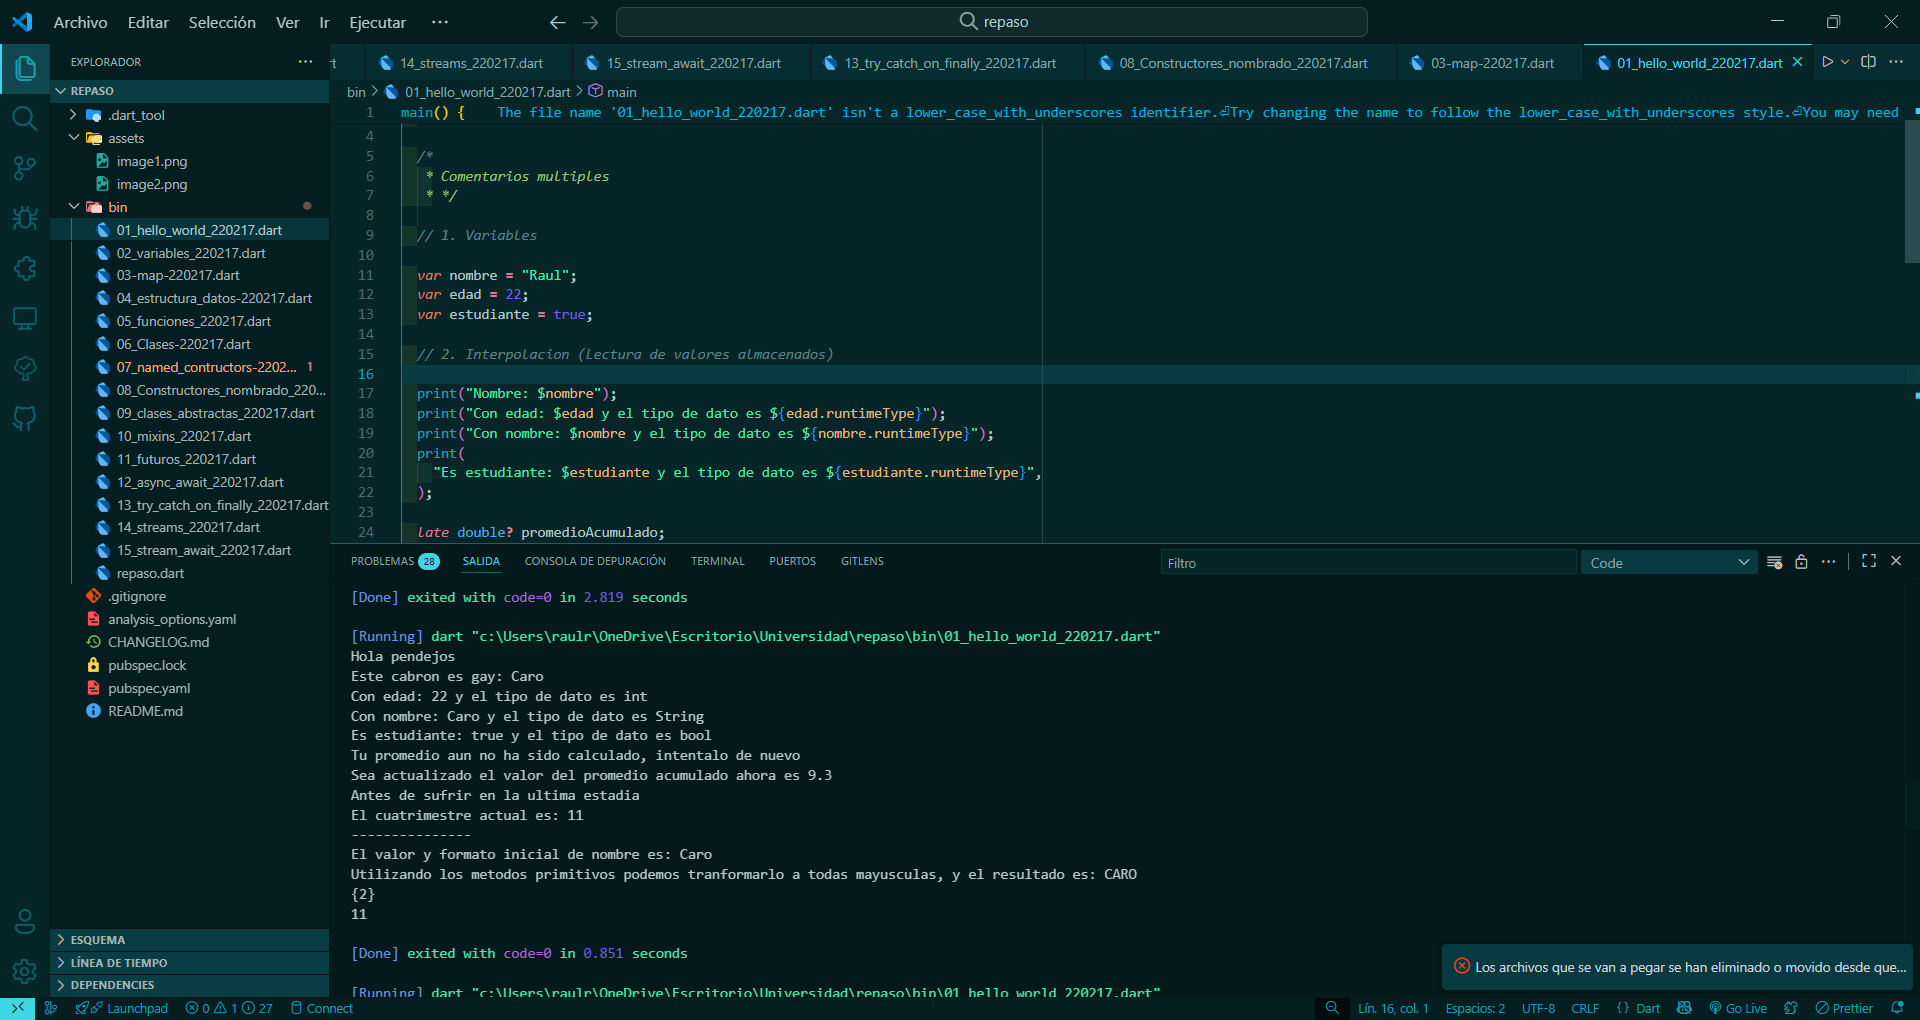 Archivo Editar Selección Ver Ir Ejecutar ··· repaso
EXPLORADOR ···
REPASO
.dart_tool
assets
image1.png
image2.png
bin
01_hello_world_220217.dart
02_variables_220217.dart
03-map-220217.dart
04_estructura_datos-220217.dart
05_funciones_220217.dart
06_Clases-220217.dart
07_named_contructors-2202... 1
08_Constructores_nombrado_220...
09_clases_abstractas_220217.dart
10_mixins_220217.dart
11_futuros_220217.dart
12_async_await_220217.dart
13_try_catch_on_finally_220217.dart
14_streams_220217.dart
15_stream_await_220217.dart
repaso.dart
.gitignore
analysis_options.yaml
CHANGELOG.md
pubspec.lock
pubspec.yaml
README.md
ESQUEMA
LÍNEA DE TIEMPO
DEPENDENCIES
rt 14_streams_220217.dart 15_stream_await_220217.dart 13_try_catch_on_finally_220217.dart 08_Constructores_nombrado_220217.dart 03-map-220217.dart 01_hello_world_220217.dart
bin > 01_hello_world_220217.dart > main
1 main() { The file name '01_hello_world_220217.dart' isn't a lower_case_with_underscores identifier.⏎Try changing the name to follow the lower_case_with_underscores style.⏎You may need
4
5 /*
6 * Comentarios multiples
7 * */
8
9 // 1. Variables
10
11 var nombre = "Raul";
12 var edad = 22;
13 var estudiante = true;
14
15 // 2. Interpolacion (Lectura de valores almacenados)
16
17 print("Nombre: $nombre");
18 print("Con edad: $edad y el tipo de dato es ${edad.runtimeType}");
19 print("Con nombre: $nombre y el tipo de dato es ${nombre.runtimeType}");
20 print(
21 "Es estudiante: $estudiante y el tipo de dato es ${estudiante.runtimeType}",
22 );
23
24 late double? promedioAcumulado;
PROBLEMAS 28 SALIDA CONSOLA DE DEPURACIÓN TERMINAL PUERTOS GITLENS Filtro Code
[Done] exited with code=0 in 2.819 seconds
[Running] dart "c:\Users\raulr\OneDrive\Escritorio\Universidad\repaso\bin\01_hello_world_220217.dart"
Hola pendejos
Este cabron es gay: Caro
Con edad: 22 y el tipo de dato es int
Con nombre: Caro y el tipo de dato es String
Es estudiante: true y el tipo de dato es bool
Tu promedio aun no ha sido calculado, intentalo de nuevo
Sea actualizado el valor del promedio acumulado ahora es 9.3
Antes de sufrir en la ultima estadia
El cuatrimestre actual es: 11
---------------
El valor y formato inicial de nombre es: Caro
Utilizando los metodos primitivos podemos tranformarlo a todas mayusculas, y el resultado es: CARO
{2}
11
[Done] exited with code=0 in 0.851 seconds
[Running] dart "c:\Users\raulr\OneDrive\Escritorio\Universidad\repaso\bin\01_hello_world_220217.dart"
Los archivos que se van a pegar se han eliminado o movido desde que...
Launchpad 0 1 27 Connect Lín. 16, col. 1 Espacios: 2 UTF-8 CRLF {} Dart Go Live Prettier